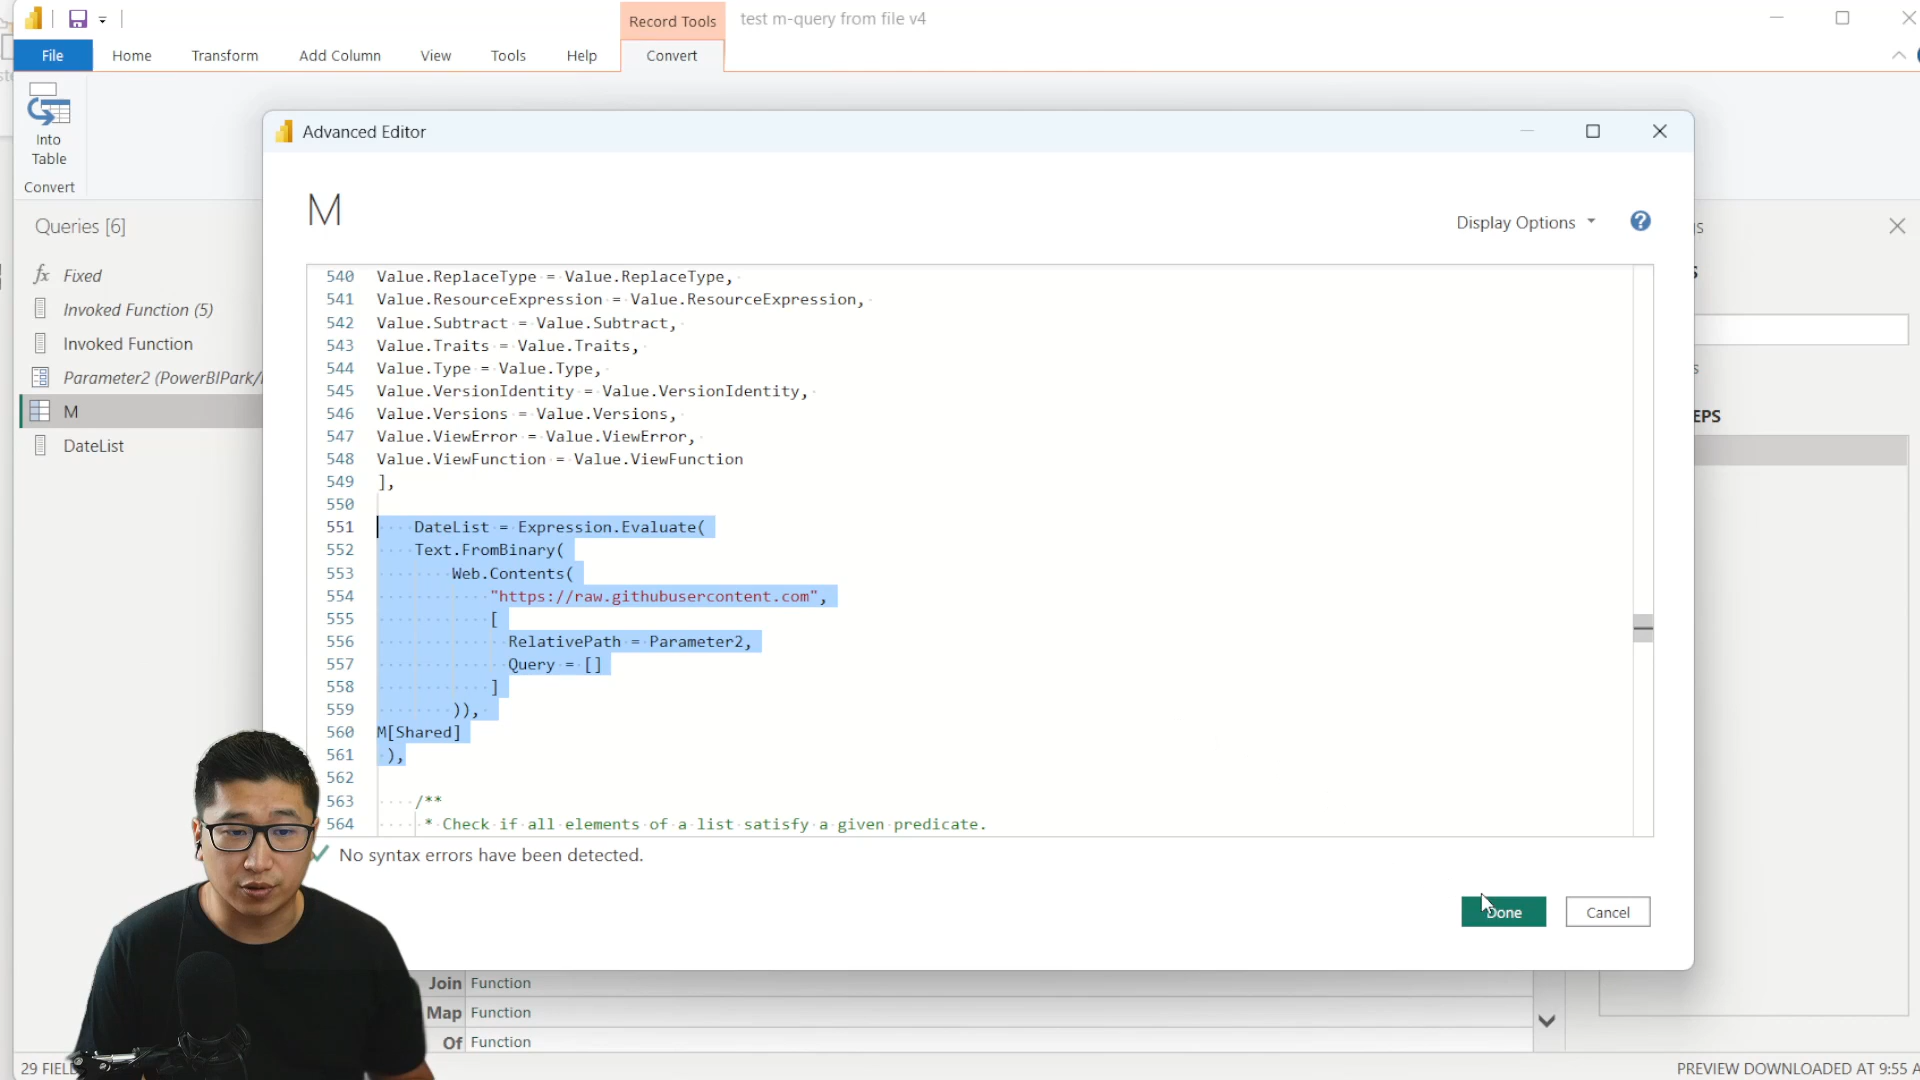 Record Tools
test m-query from file v4
File
Home
Transform
Add Column
View
Tools
Help
Convert
Into
Table
Convert
Advanced Editor
M
Display Options
?
Queries [6]
fx Fixed
Invoked Function (5)
Invoked Function
Parameter2 (PowerBIPark/
M
DateList
EPS
540 Value.ReplaceType = Value.ReplaceType,
541 Value.ResourceExpression = Value.ResourceExpression,
542 Value.Subtract = Value.Subtract,
543 Value.Traits = Value.Traits,
544 Value.Type = Value.Type,
545 Value.VersionIdentity = Value.VersionIdentity,
546 Value.Versions = Value.Versions,
547 Value.ViewError = Value.ViewError,
548 Value.ViewFunction = Value.ViewFunction
549 ],
550
551 DateList = Expression.Evaluate(
552 Text.FromBinary(
553 Web.Contents(
554 "https://raw.githubusercontent.com",
555 [
556 RelativePath = Parameter2,
557 Query = []
558 ]
559 )),
560 M[Shared]
561 ),
562
563 /**
564 * Check if all elements of a list satisfy a given predicate.
No syntax errors have been detected.
Done
Cancel
Join Function
Map Function
Of Function
29 FIEL
PREVIEW DOWNLOADED AT 9:55 A